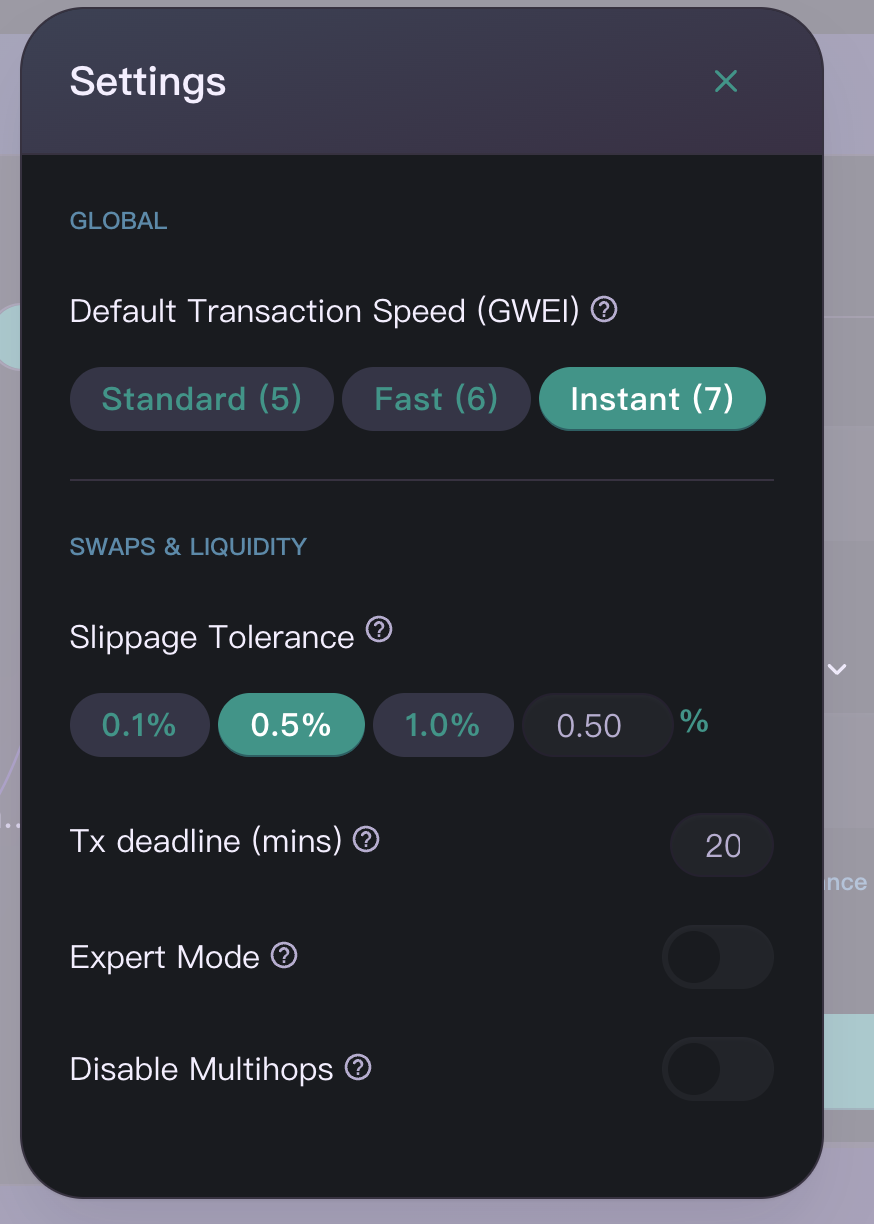 Settings
GLOBAL
Default Transaction Speed (GWEI)
Standard (5) Fast (6) Instant (7)
SWAPS & LIQUIDITY
Slippage Tolerance
0.1% 0.5% 1.0% 0.50 %
Tx deadline (mins) 20
Expert Mode
Disable Multihops